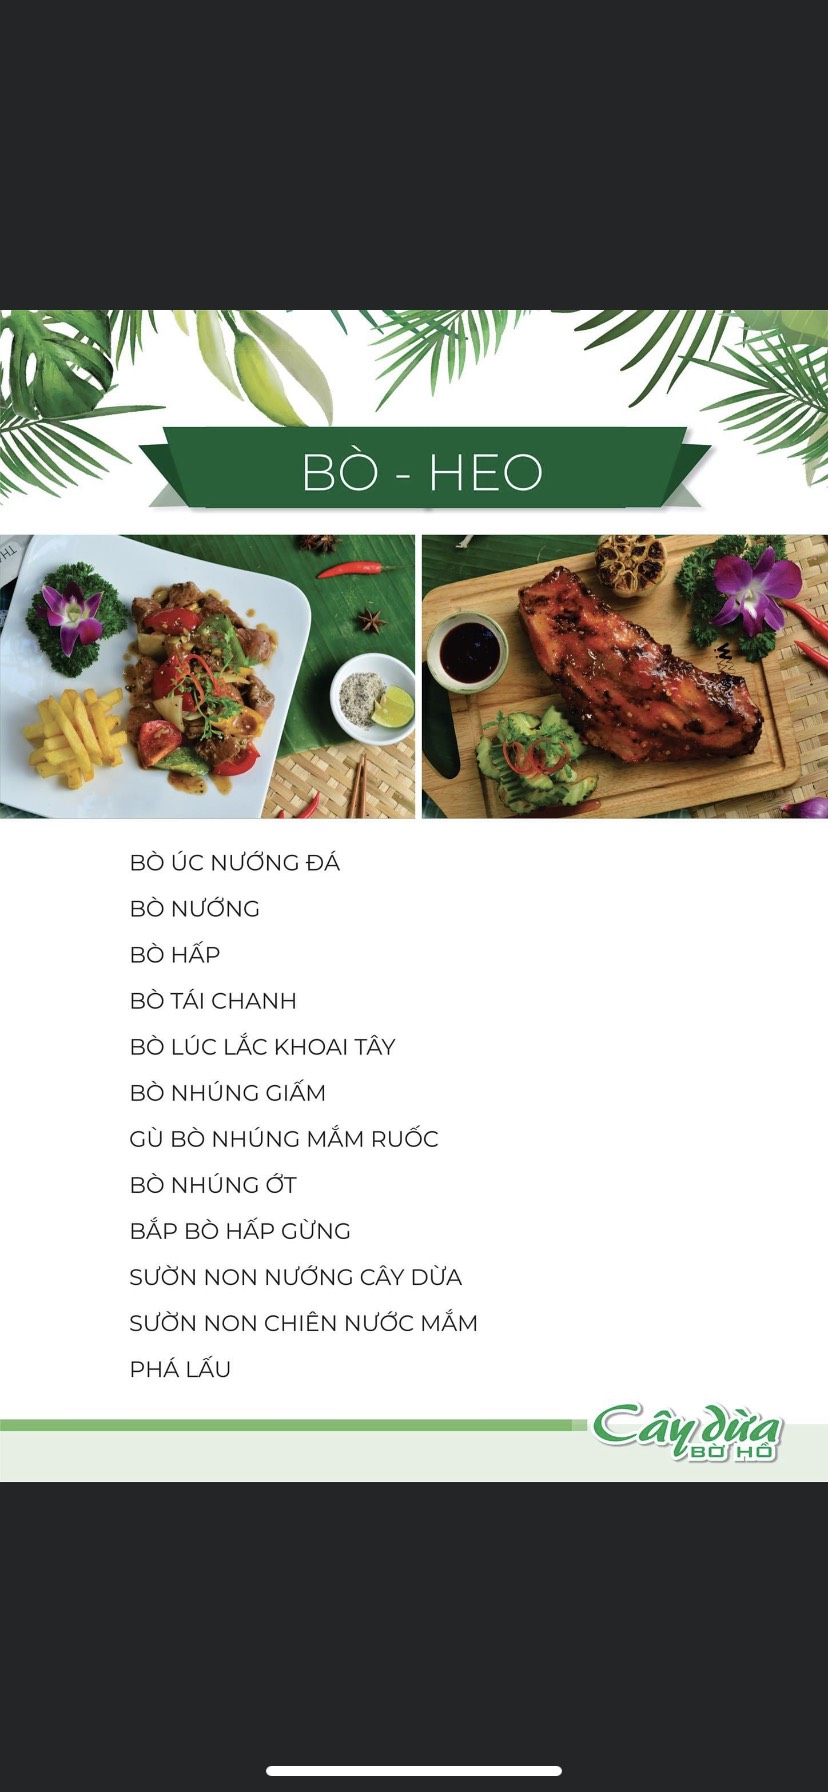 BÒ - HEO
BÒ ÚC NƯỚNG ĐÁ
BÒ NƯỚNG
BÒ HẤP
BÒ TÁI CHANH
BÒ LÚC LẮC KHOAI TÂY
BÒ NHÚNG GIẤM
GÙ BÒ NHÚNG MẮM RUỐC
BÒ NHÚNG ỚT
BẮP BÒ HẤP GỪNG
SƯỜN NON NƯỚNG CÂY DỪA
SƯỜN NON CHIÊN NƯỚC MẮM
PHÁ LẤU
Cây dừa
BỜ HỒ